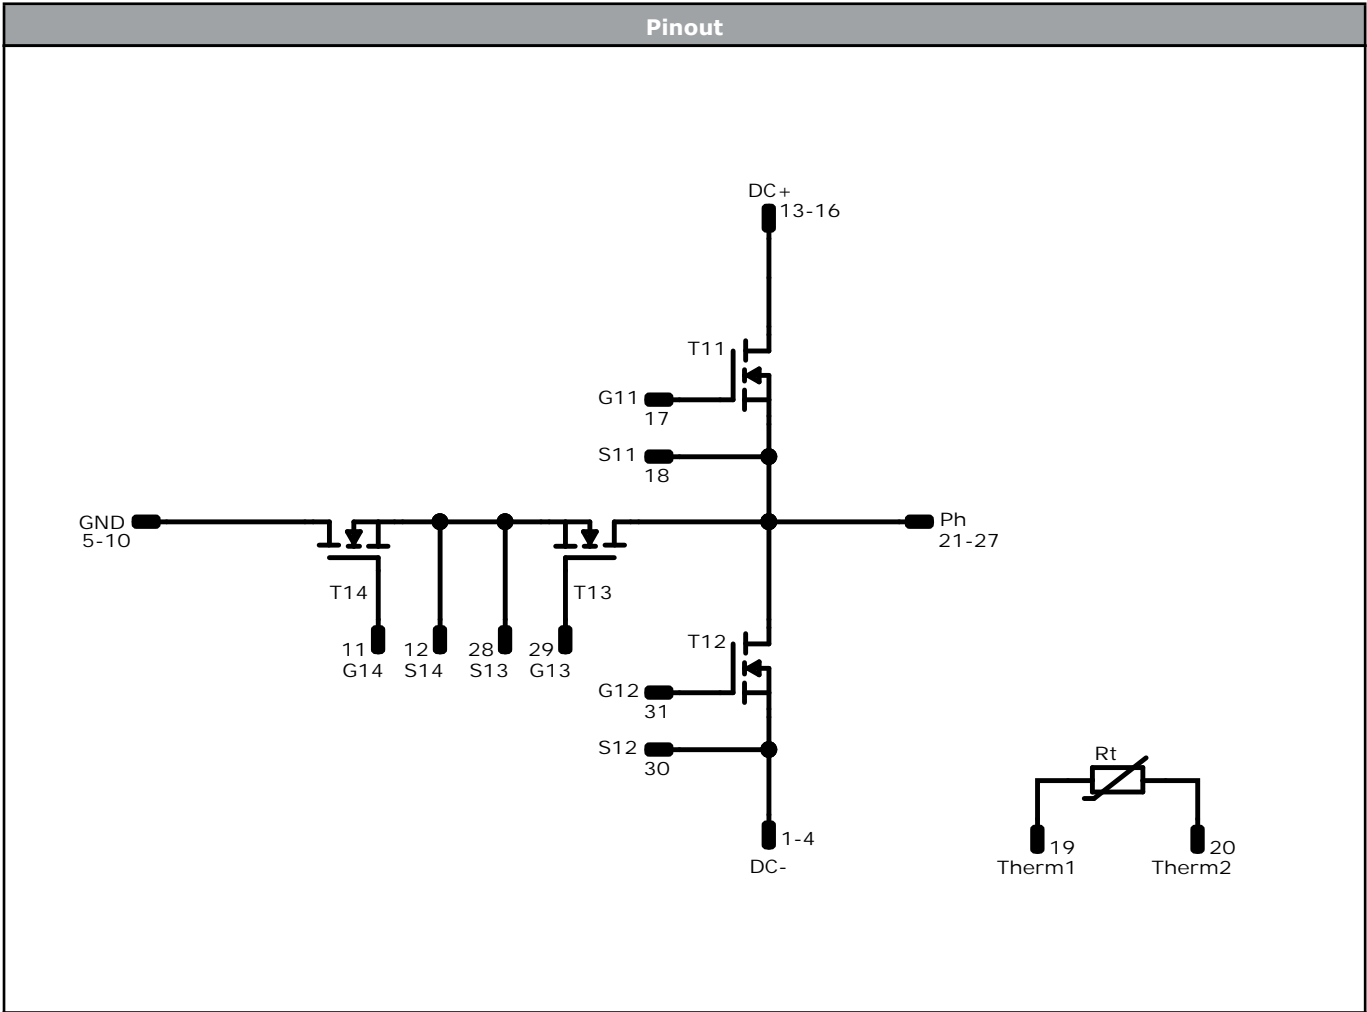 Pinout
DC+
13-16
T11
G11
17
S11
18
GND
5-10
Ph
21-27
T14
T13
11
G14
12
S14
28
S13
29
G13
T12
G12
31
S12
30
1-4
DC-
Rt
19
Therm1
20
Therm2